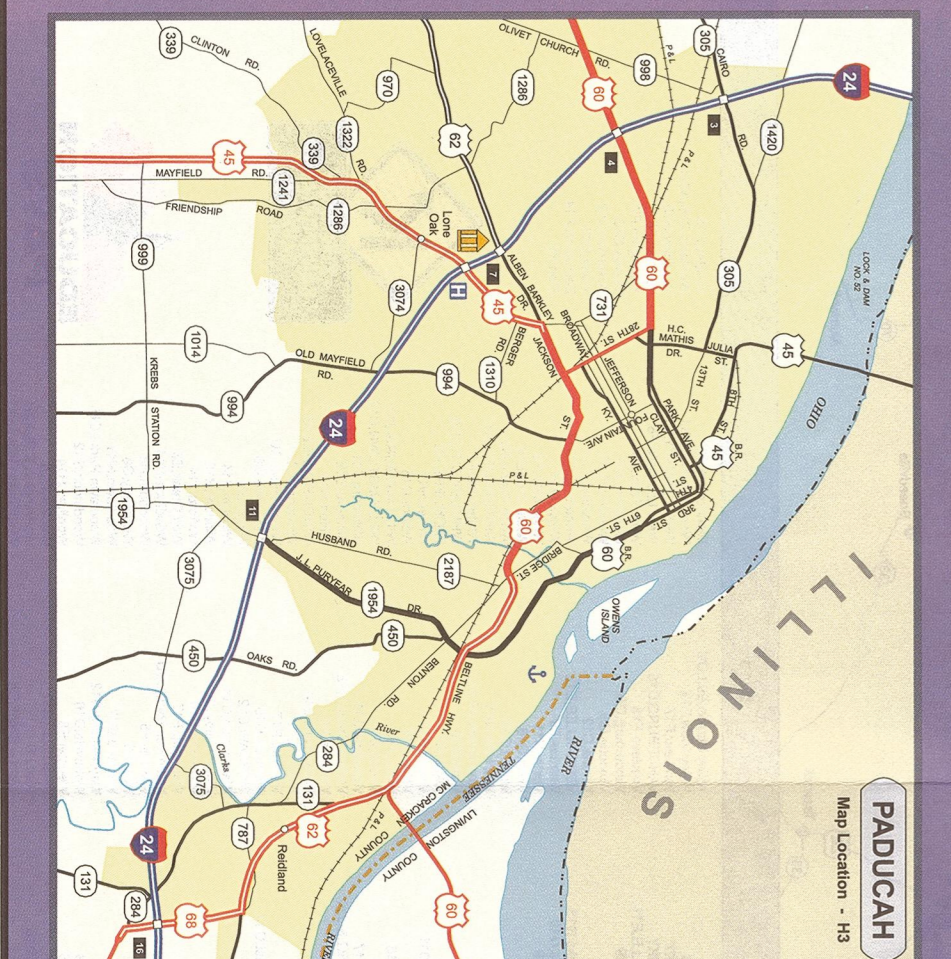 PADUCAH
Map Location - H3
ILLINOIS
OHIO
RIVER
LOCK & DAM
NO. 52
OWENS
ISLAND
TENNESSEE
RIVER
MC CRACKEN
COUNTY
LIVINGSTON
COUNTY
24
3
305
CAIRO
RD.
1420
305
P & L
998
P & L
60
4
60
OLIVET CHURCH RD.
1286
62
970
LOVELACEVILLE
RD.
1322
339
CLINTON RD.
339
45
MAYFIELD RD.
1241
FRIENDSHIP ROAD
1286
999
Lone
Oak
7
H
45
ALBEN BARKLEY DR.
3074
BERGER
RD.
1310
JACKSON
ST.
BROADWAY
731
28TH ST.
H.C.
MATHIS
DR.
JULIA
ST.
45
JEFFERSON
KY.
AVE.
FOUNTAIN AVE.
CLAY
ST.
PARK
AVE.
13TH
ST.
8TH
ST.
B.R.
45
4TH
ST.
3RD
ST.
6TH ST.
B.R.
60
BRIDGE ST.
60
1014
OLD MAYFIELD
RD.
994
994
KREBS
STATION
RD.
24
P & L
11
1954
HUSBAND RD.
2187
J. L. PURYEAR
DR.
1954
3075
450
OAKS RD.
450
BENTON
RD
BELTLINE
HWY.
Clarks
River
284
3075
131
787
62
P & L
Reidland
24
131
284
68
16
60
RIVE